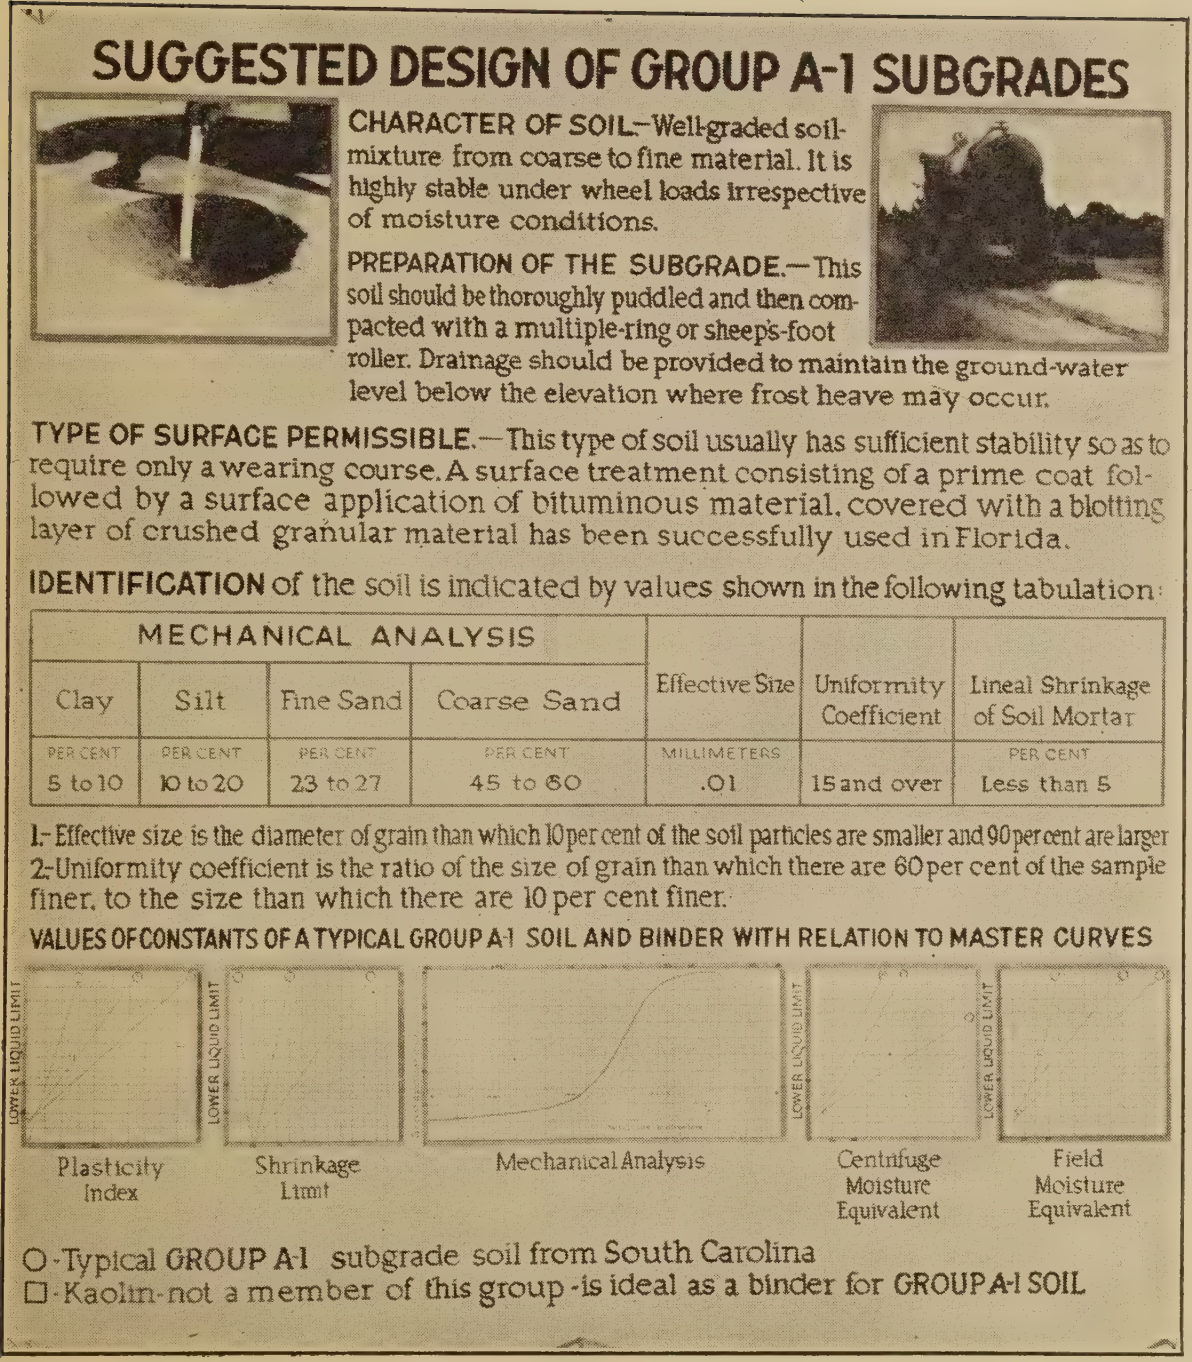 SUGGESTED DESIGN OF GROUP A-1 SUBGRADES
CHARACTER OF SOIL.—Well-graded soil-
mixture from coarse to fine material. It is
highly stable under wheel loads irrespective
of moisture conditions.
PREPARATION OF THE SUBGRADE.—This
soil should be thoroughly puddled and then com-
pacted with a multiple-ring or sheep's-foot
roller. Drainage should be provided to maintain the ground-water
level below the elevation where frost heave may occur.
TYPE OF SURFACE PERMISSIBLE.—This type of soil usually has sufficient stability so as to
require only a wearing course. A surface treatment consisting of a prime coat fol-
lowed by a surface application of bituminous material, covered with a blotting
layer of crushed granular material has been successfully used in Florida.
IDENTIFICATION of the soil is indicated by values shown in the following tabulation:
MECHANICAL ANALYSIS
Clay
Silt
Fine Sand
Coarse Sand
Effective Size
Uniformity
Coefficient
Lineal Shrinkage
of Soil Mortar
PER CENT
PER CENT
PER CENT
PER CENT
MILLIMETERS
PER CENT
5 to 10
10 to 20
23 to 27
45 to 60
.01
15 and over
Less than 5
1.- Effective size is the diameter of grain than which 10 per cent of the soil particles are smaller and 90 per cent are larger
2.- Uniformity coefficient is the ratio of the size of grain than which there are 60 per cent of the sample
finer, to the size than which there are 10 per cent finer.
VALUES OF CONSTANTS OF A TYPICAL GROUP A-1 SOIL AND BINDER WITH RELATION TO MASTER CURVES
LOWER LIQUID LIMIT
LOWER LIQUID LIMIT
LOWER LIQUID LIMIT
LOWER LIQUID LIMIT
Plasticity
Index
Shrinkage
Limit
Mechanical Analysis
Centrifuge
Moisture
Equivalent
Field
Moisture
Equivalent
O - Typical GROUP A-1 subgrade soil from South Carolina
□ - Kaolin - not a member of this group - is ideal as a binder for GROUP A-1 SOIL